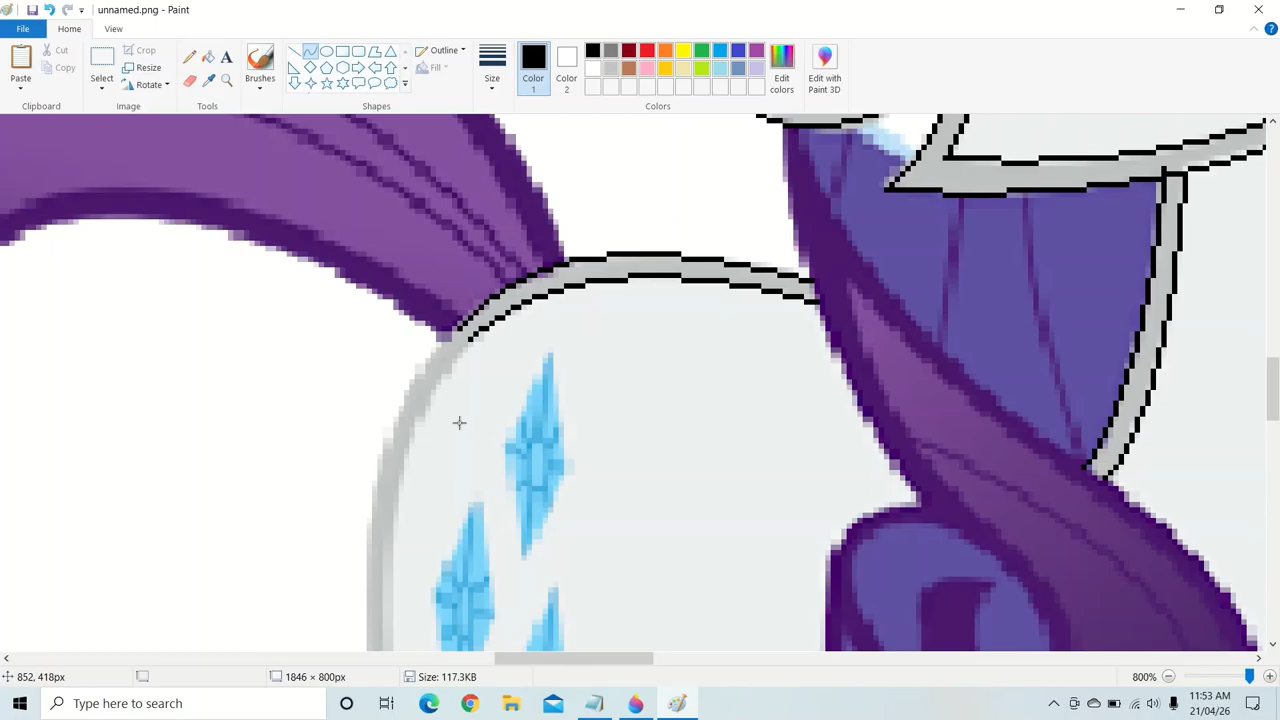 unnamed.png - Paint
File Home View
Paste
Cut
Copy
Clipboard
Select
Crop
Resize
Rotate
Image
A
Tools
Brushes
Outline
Fill
Shapes
Size
Color 1
Color 2
Edit colors
Colors
Edit with Paint 3D
852, 418px
1846 × 800px
Size: 117.3KB
800%
Type here to search
11:53 AM
21/04/26